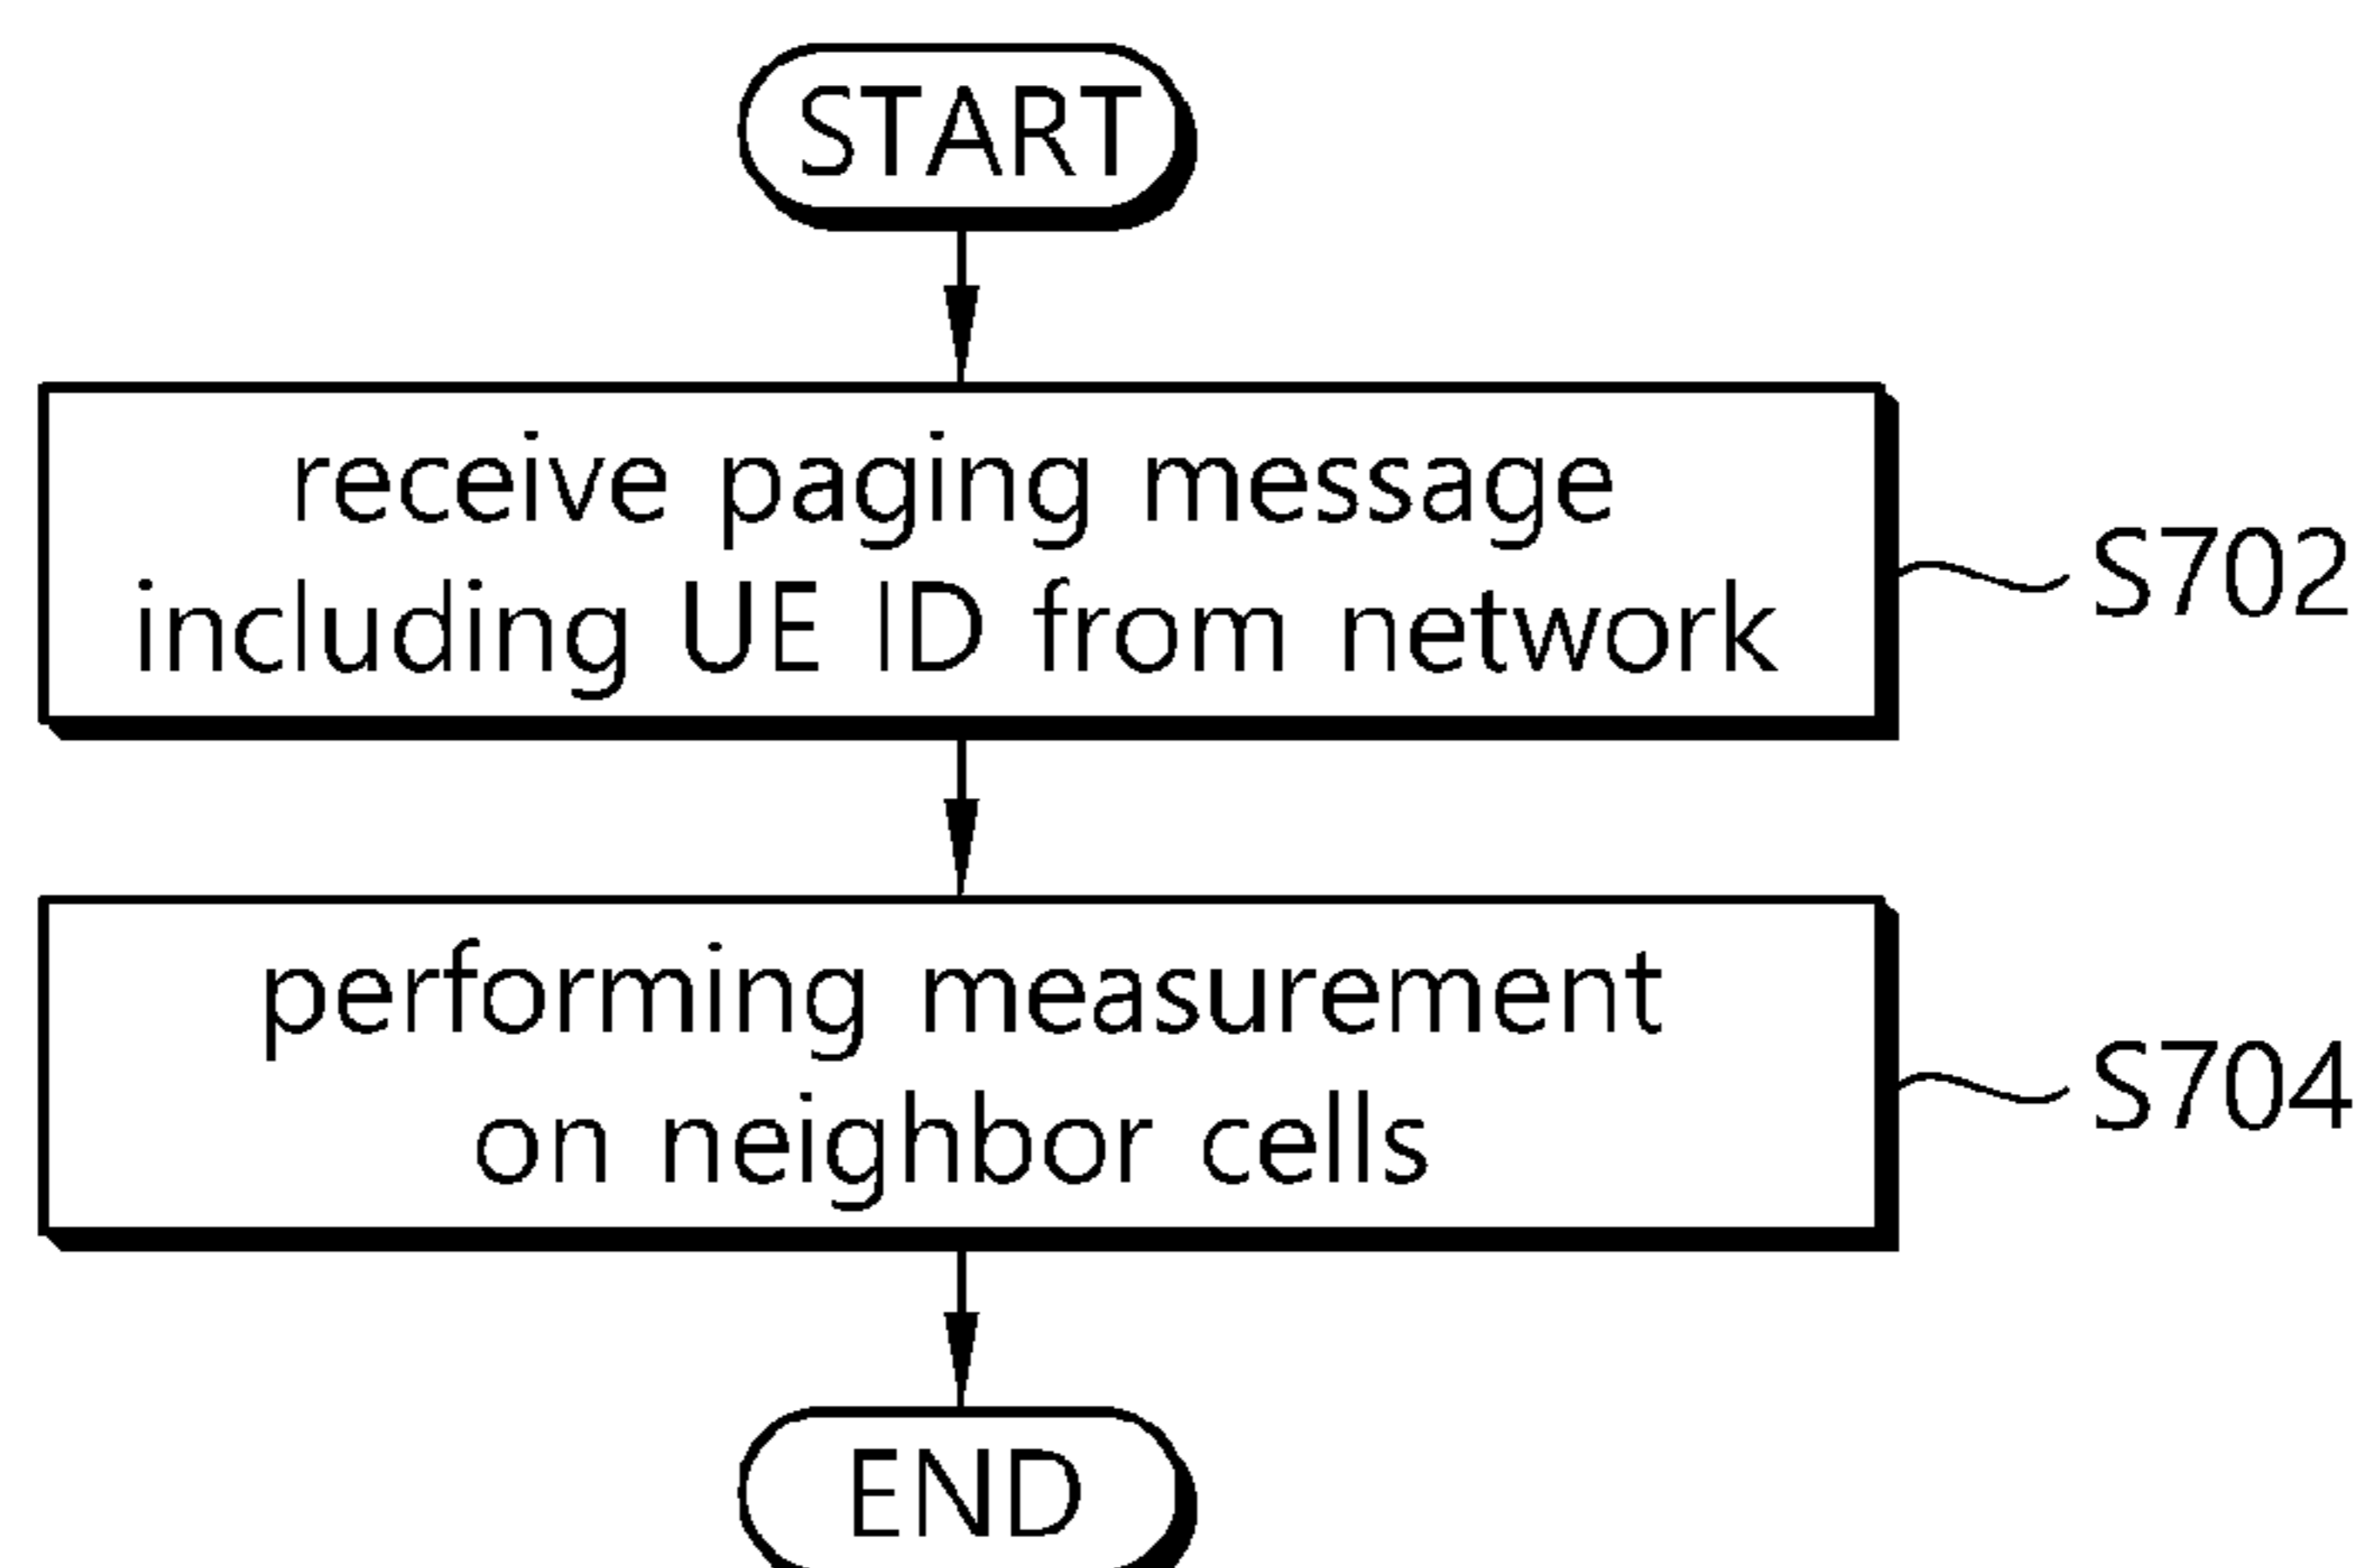 START
receive paging message
including UE ID from network
S702
performing measurement
on neighbor cells
S704
END